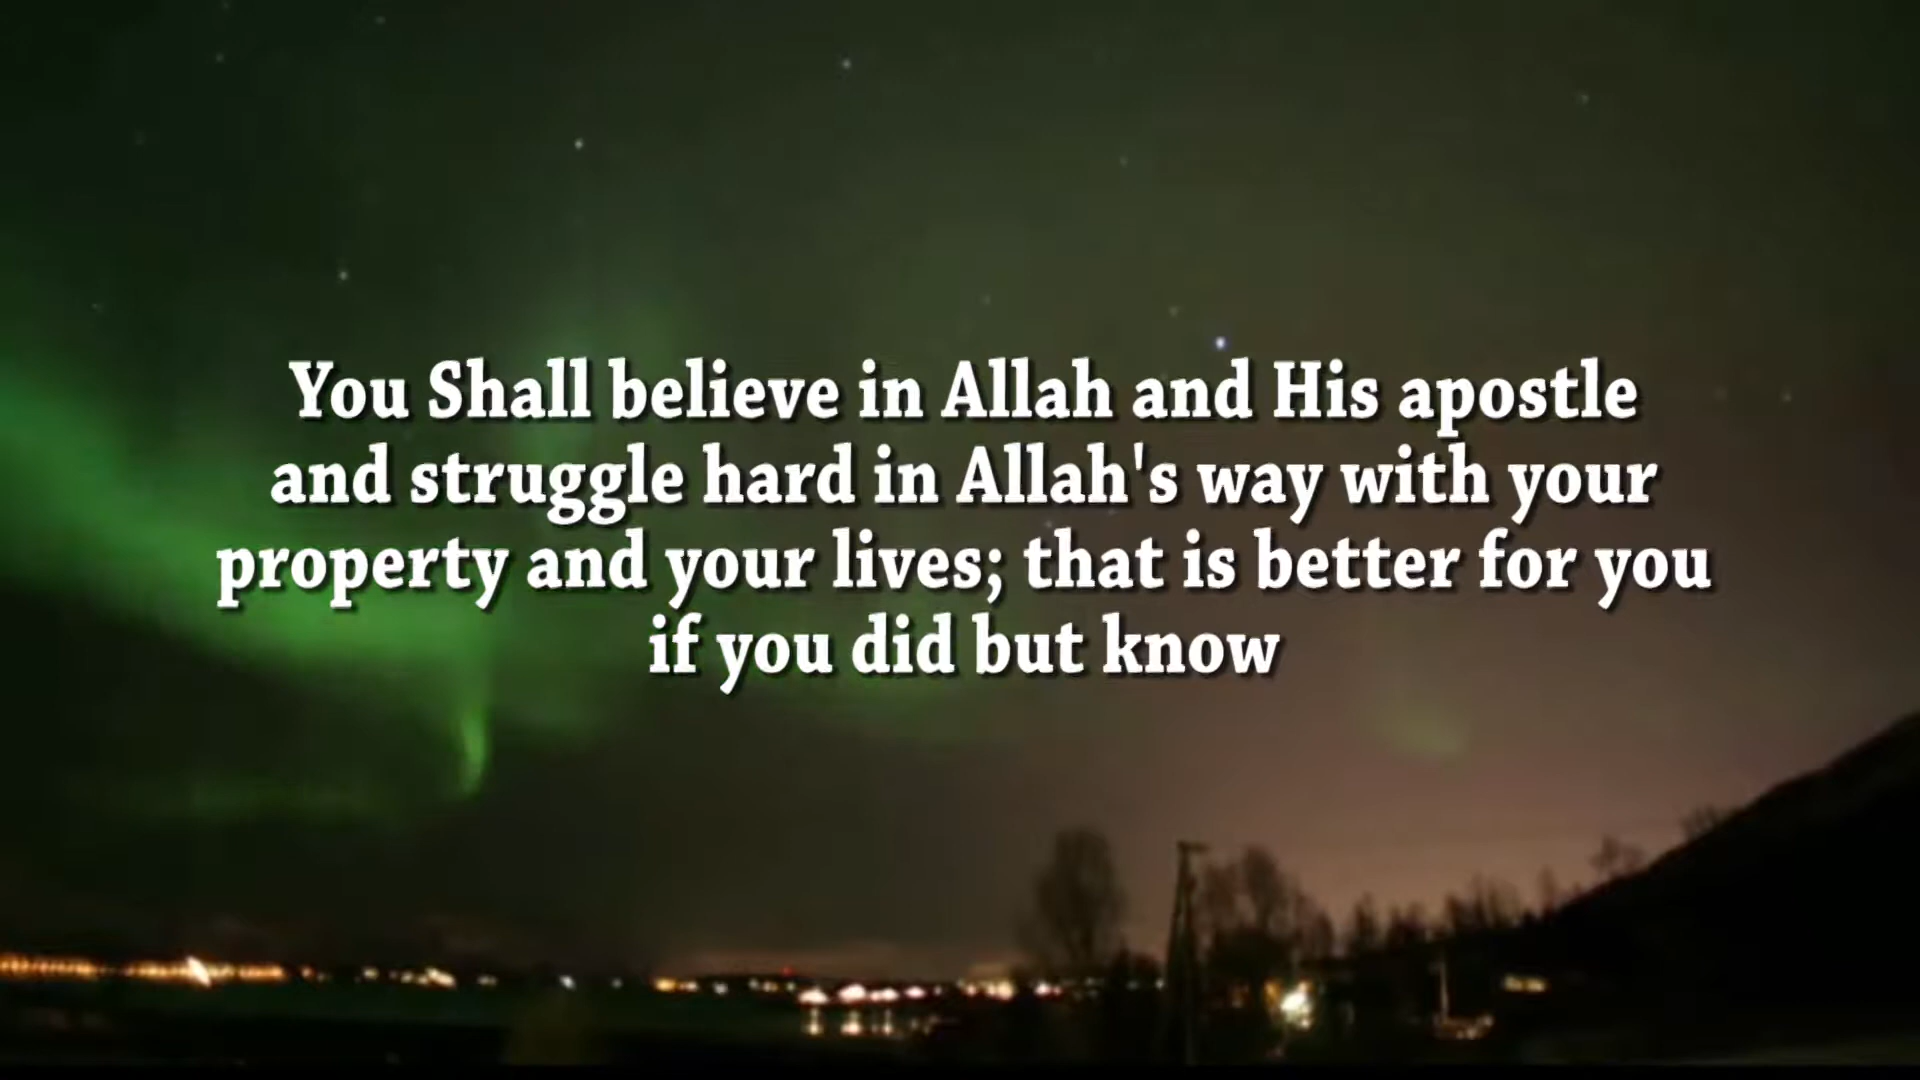 You Shall believe in Allah and His apostle
and struggle hard in Allah's way with your
property and your lives; that is better for you
if you did but know